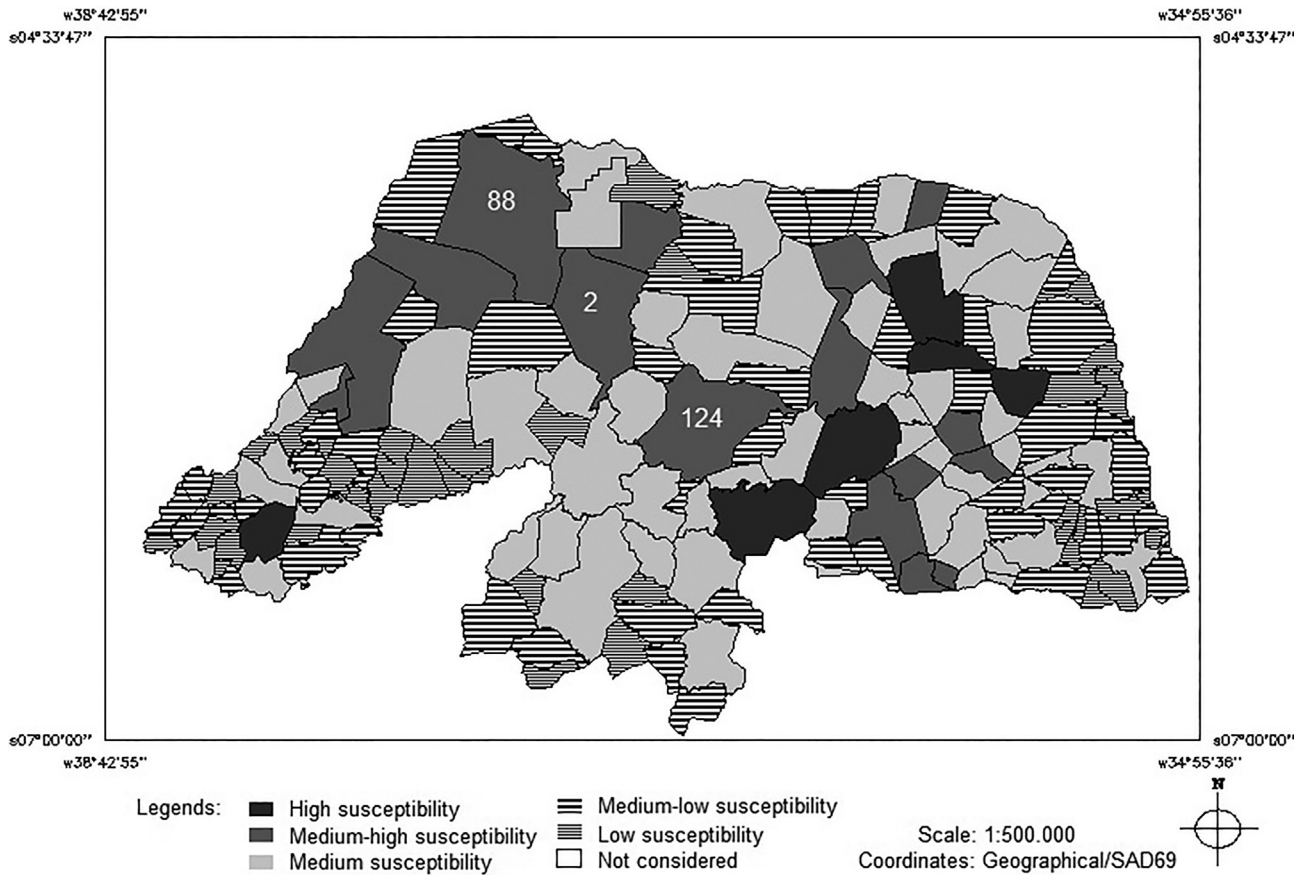 w38°42'55"
w34°55'36"
s04°33'47"
s04°33'47"
88
2
124
s07°00'00"
s07°00'00"
w38°42'55"
w34°55'36"
N
Legends:
High susceptibility
Medium-high susceptibility
Medium susceptibility
Medium-low susceptibility
Low susceptibility
Not considered
Scale: 1:500.000
Coordinates: Geographical/SAD69